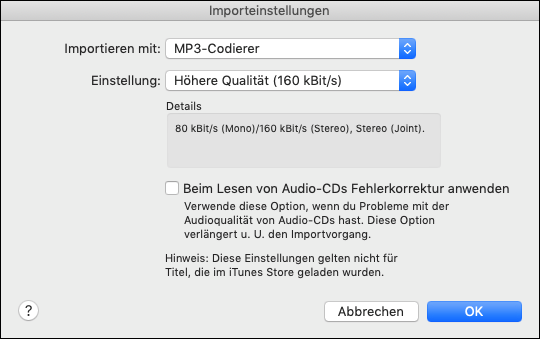 Importeinstellungen
Importieren mit: MP3-Codierer
Einstellung: Höhere Qualität (160 kBit/s)
Details
80 kBit/s (Mono)/160 kBit/s (Stereo), Stereo (Joint).
Beim Lesen von Audio-CDs Fehlerkorrektur anwenden
Verwende diese Option, wenn du Probleme mit der
Audioqualität von Audio-CDs hast. Diese Option
verlängert u. U. den Importvorgang.
Hinweis: Diese Einstellungen gelten nicht für
Titel, die im iTunes Store geladen wurden.
? Abbrechen OK